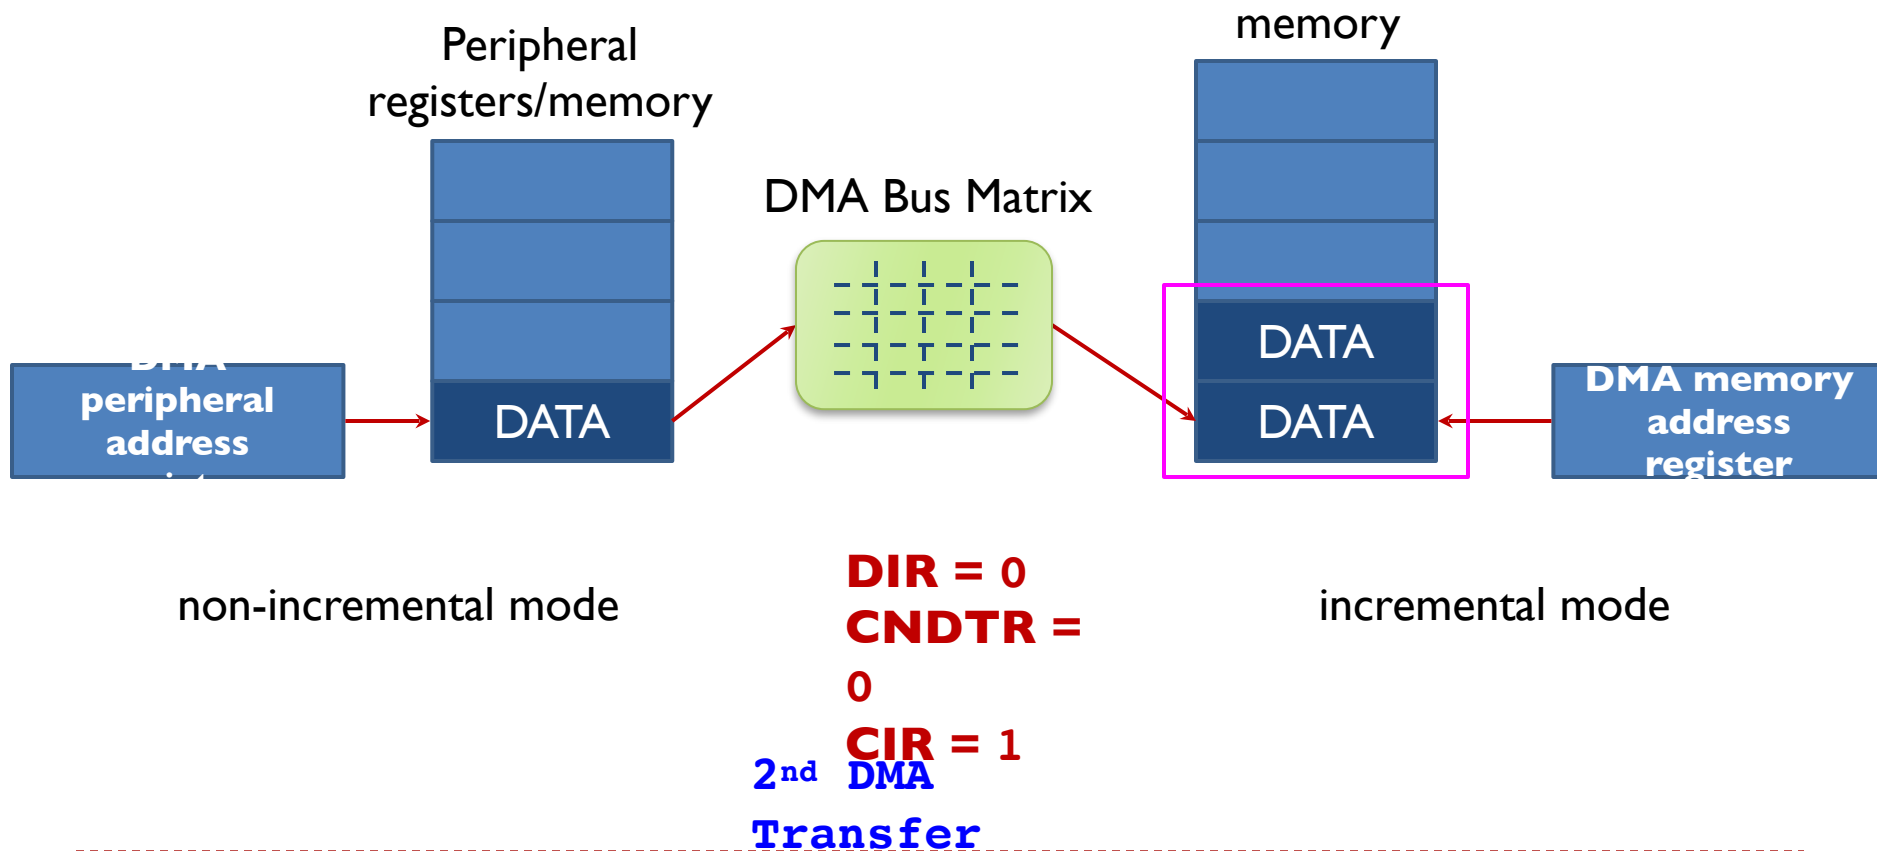 memory
Peripheral
registers/memory
DMA Bus Matrix
DATA
DMA
peripheral
address
DATA
DATA
DMA memory
address
register
non-incremental mode
DIR = 0
CNDTR =
0
CIR = 1
incremental mode
2nd DMA
Transfer